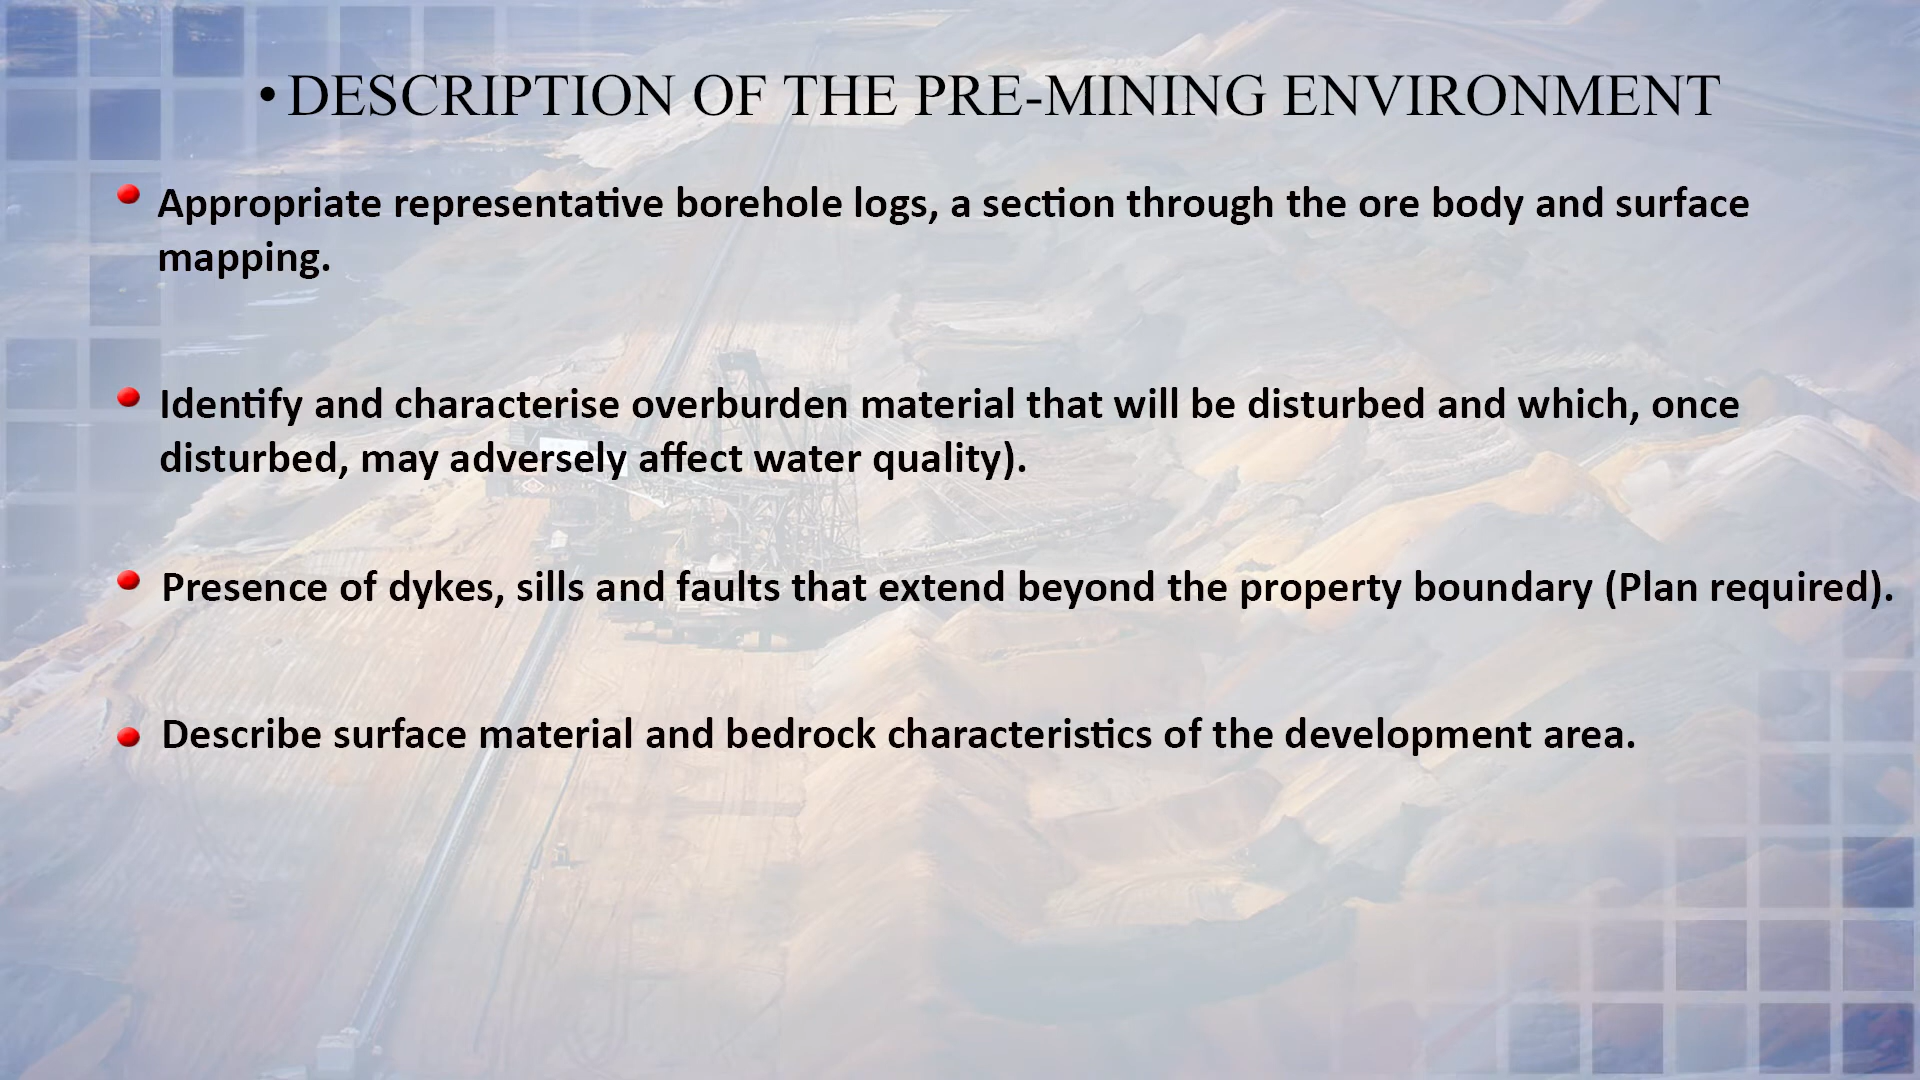 • DESCRIPTION OF THE PRE-MINING ENVIRONMENT
Appropriate representative borehole logs, a section through the ore body and surface
mapping.
Identify and characterise overburden material that will be disturbed and which, once
disturbed, may adversely affect water quality).
Presence of dykes, sills and faults that extend beyond the property boundary (Plan required).
Describe surface material and bedrock characteristics of the development area.